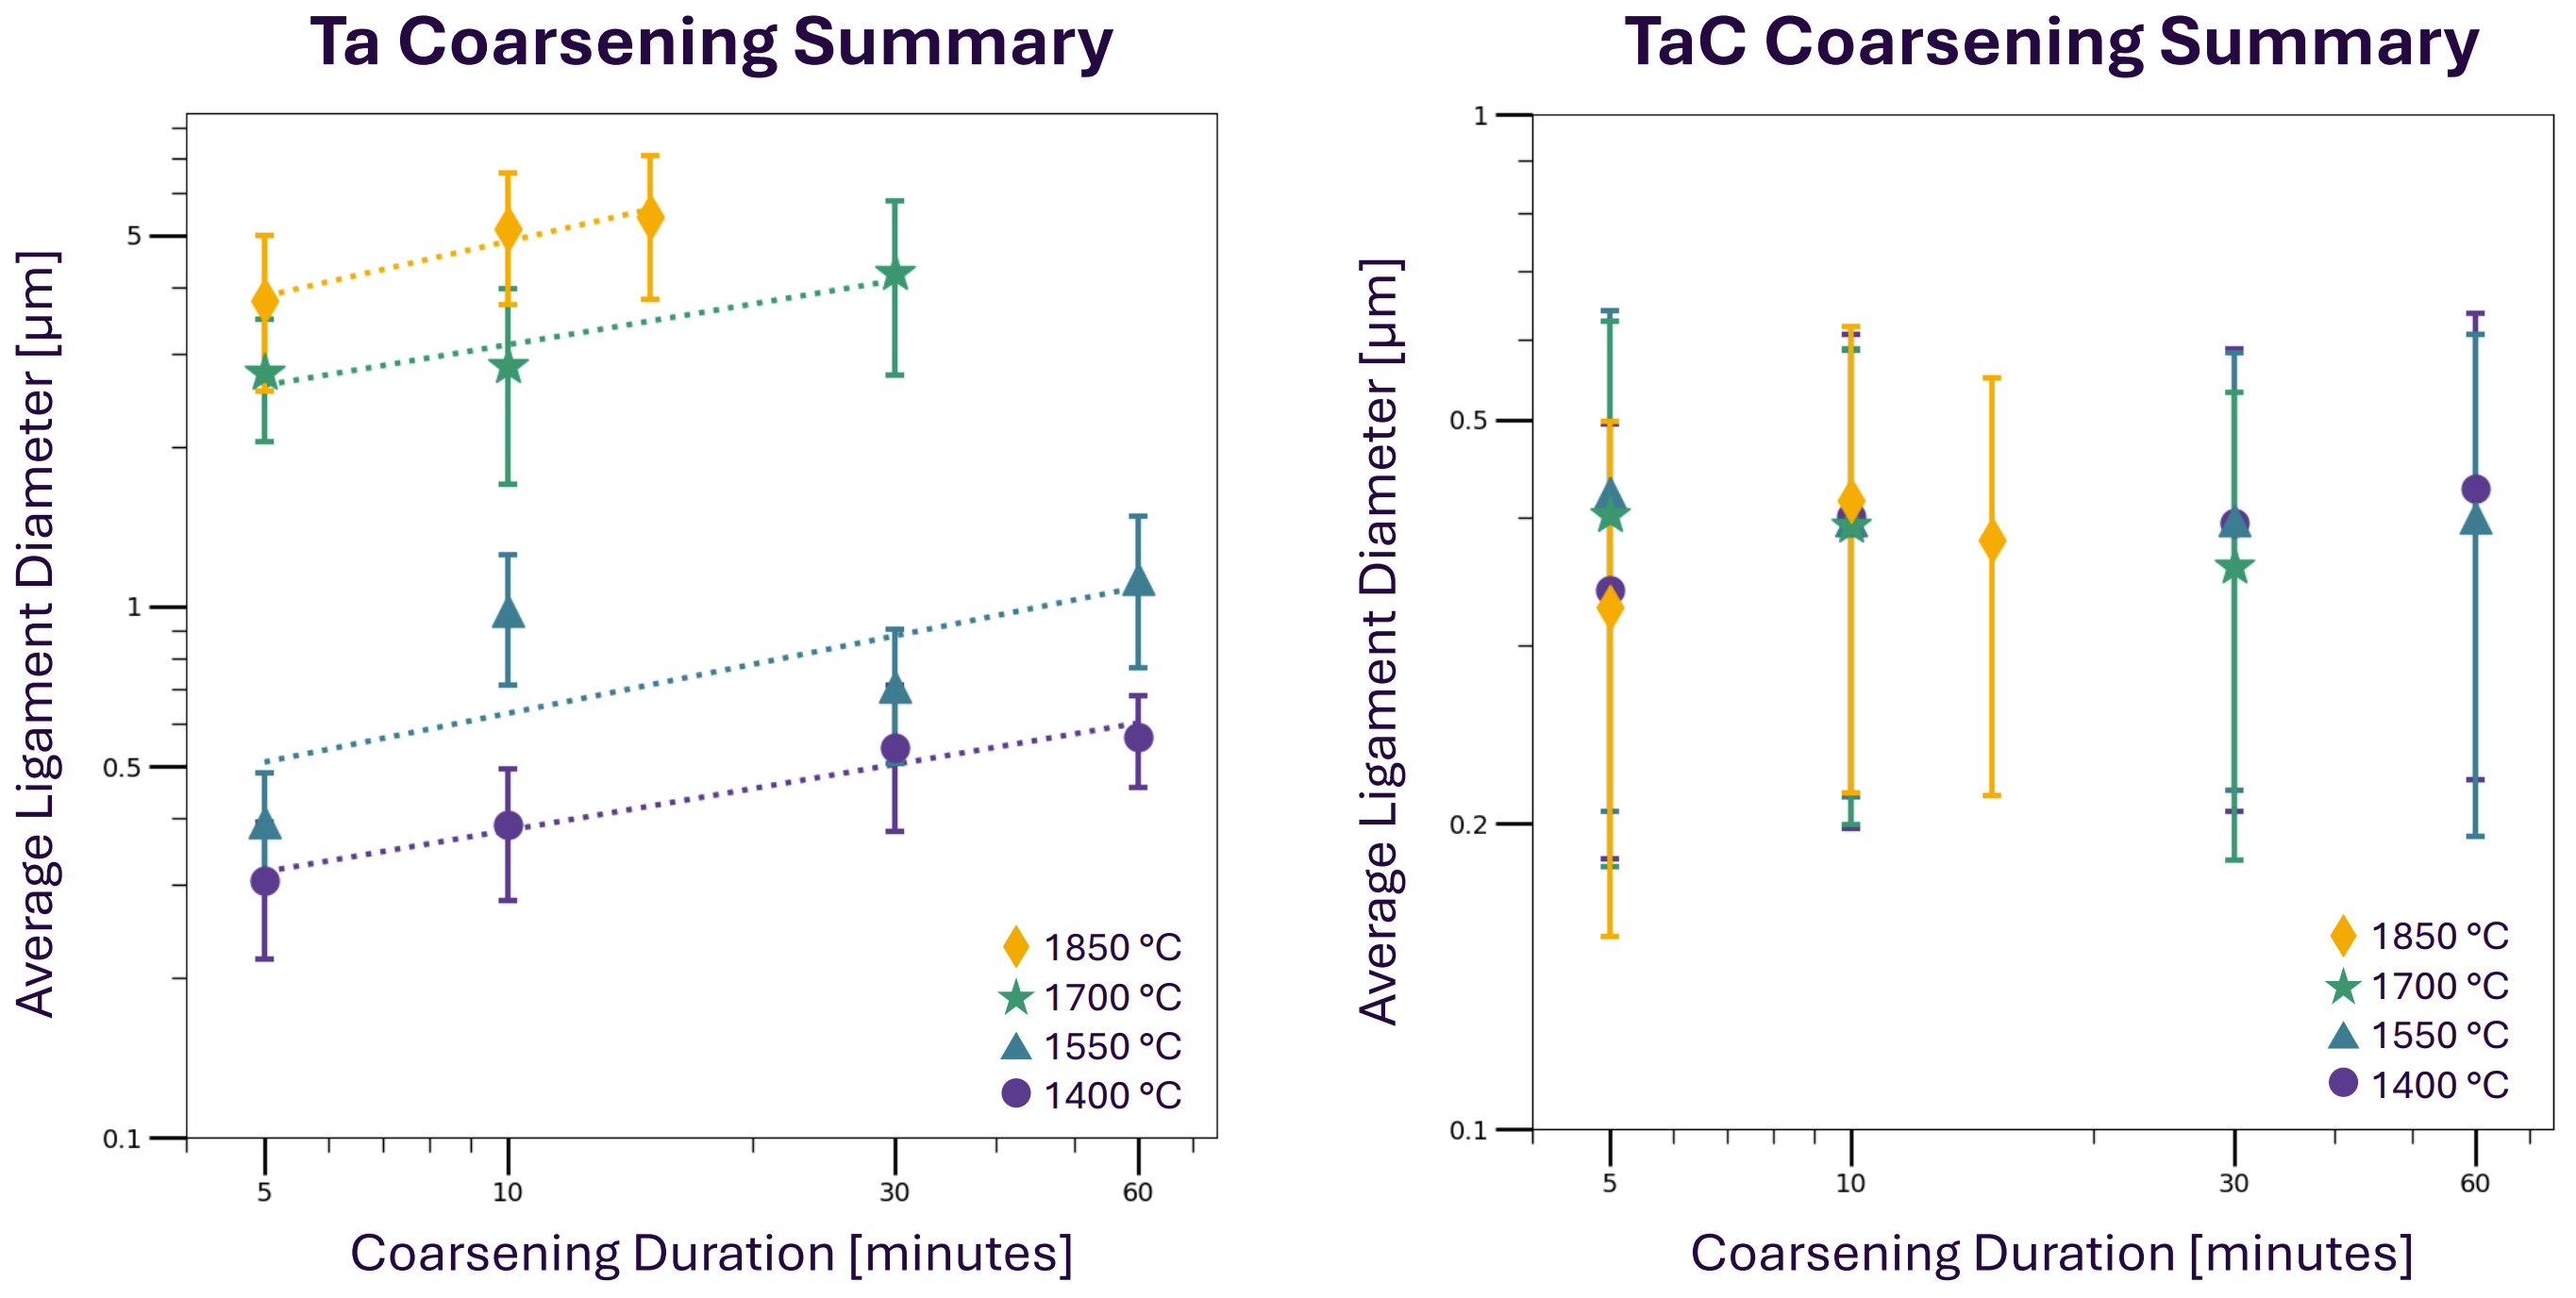 Ta Coarsening Summary
Average Ligament Diameter [µm]
5
1
0.5
0.1
1850 °C
1700 °C
1550 °C
1400 °C
5 10 30 60
Coarsening Duration [minutes]
TaC Coarsening Summary
Average Ligament Diameter [µm]
1
0.5
0.2
0.1
1850 °C
1700 °C
1550 °C
1400 °C
5 10 30 60
Coarsening Duration [minutes]